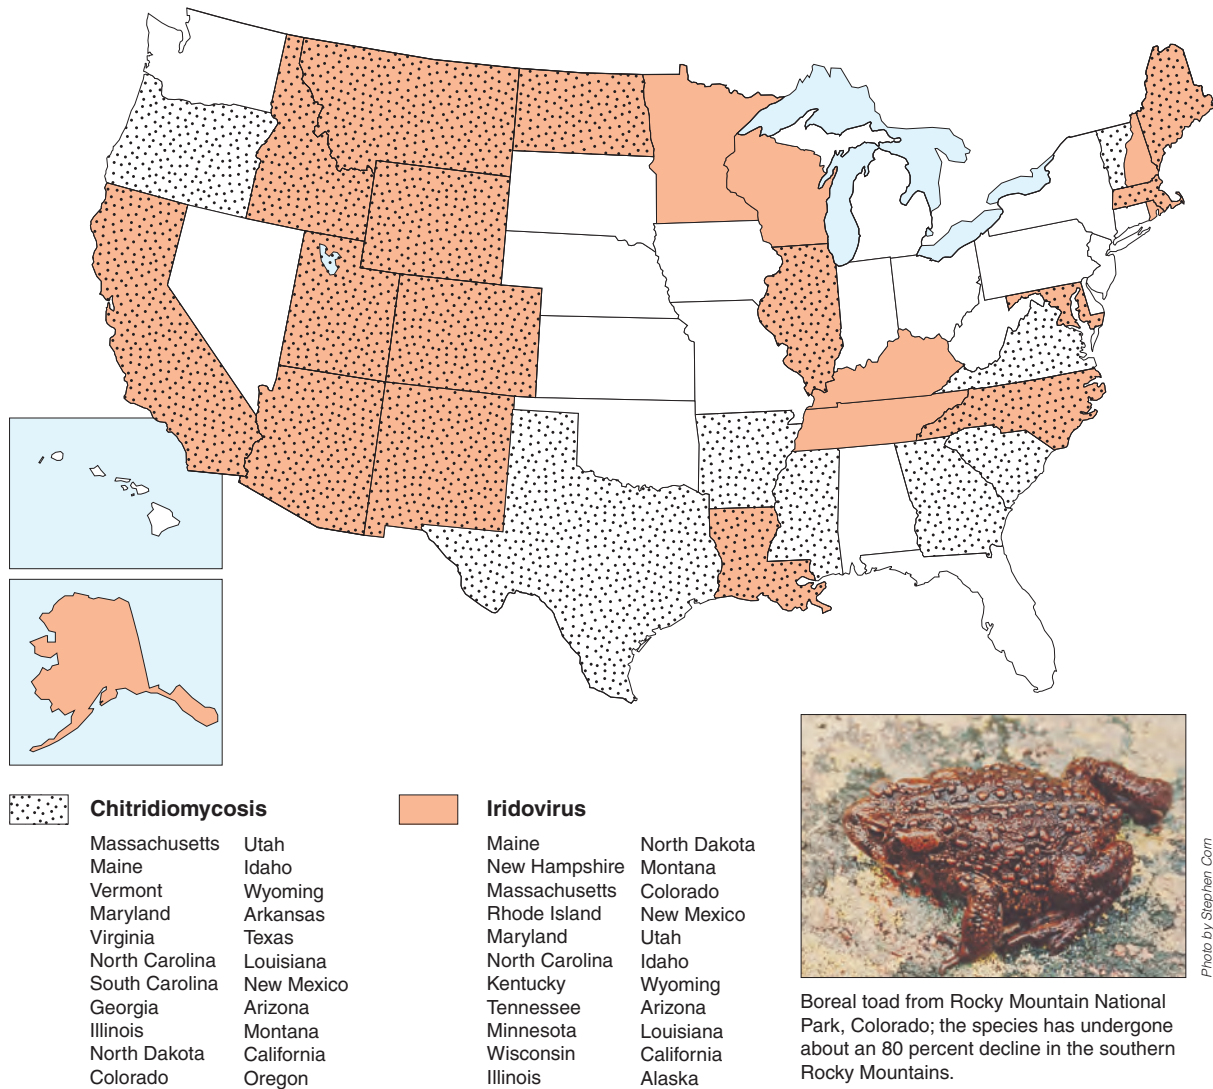 Chitridiomycosis
Massachusetts
Maine
Vermont
Maryland
Virginia
North Carolina
South Carolina
Georgia
Illinois
North Dakota
Colorado
Utah
Idaho
Wyoming
Arkansas
Texas
Louisiana
New Mexico
Arizona
Montana
California
Oregon
Iridovirus
Maine
New Hampshire
Massachusetts
Rhode Island
Maryland
North Carolina
Kentucky
Tennessee
Minnesota
Wisconsin
Illinois
North Dakota
Montana
Colorado
New Mexico
Utah
Idaho
Wyoming
Arizona
Louisiana
California
Alaska
Photo by Stephen Corn
Boreal toad from Rocky Mountain National
Park, Colorado; the species has undergone
about an 80 percent decline in the southern
Rocky Mountains.